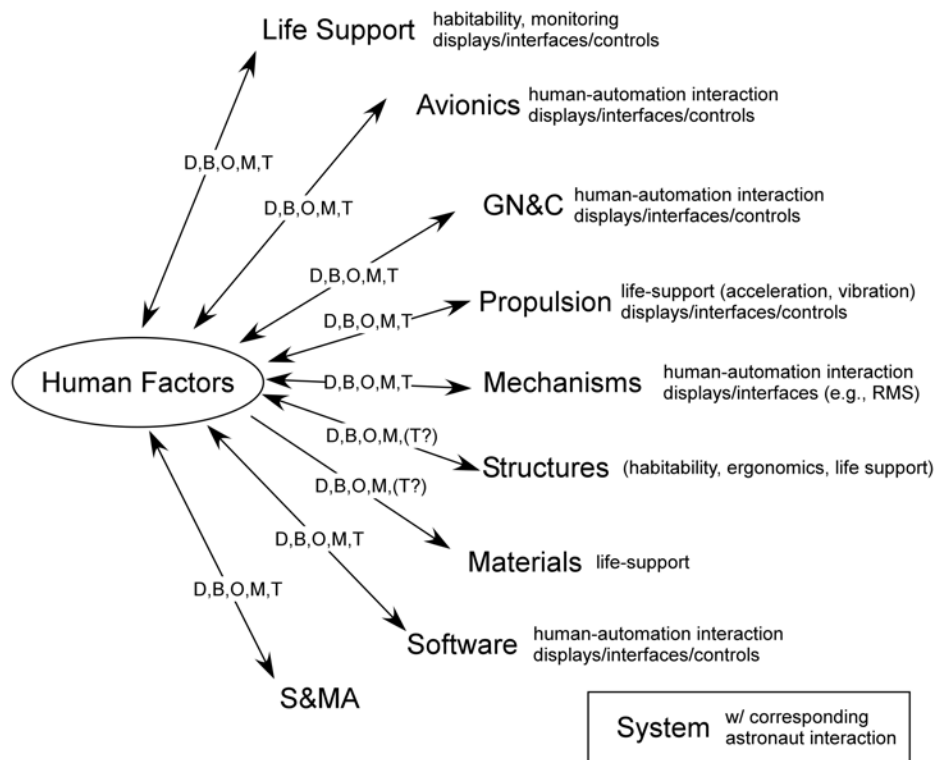 Life Support
habitability, monitoring
displays/interfaces/controls
Avionics
human-automation interaction
displays/interfaces/controls
D,B,O,M,T
D,B,O,M,T
GN&C
human-automation interaction
displays/interfaces/controls
D,B,O,M,T
Propulsion
life-support (acceleration, vibration)
displays/interfaces/controls
D,B,O,M,T
Human Factors
D,B,O,M,T
Mechanisms
human-automation interaction
displays/interfaces (e.g., RMS)
D,B,O,M,(T?)
Structures
(habitability, ergonomics, life support)
D,B,O,M,(T?)
Materials
life-support
D,B,O,M,T
D,B,O,M,T
Software
human-automation interaction
displays/interfaces/controls
S&MA
System
w/ corresponding
astronaut interaction